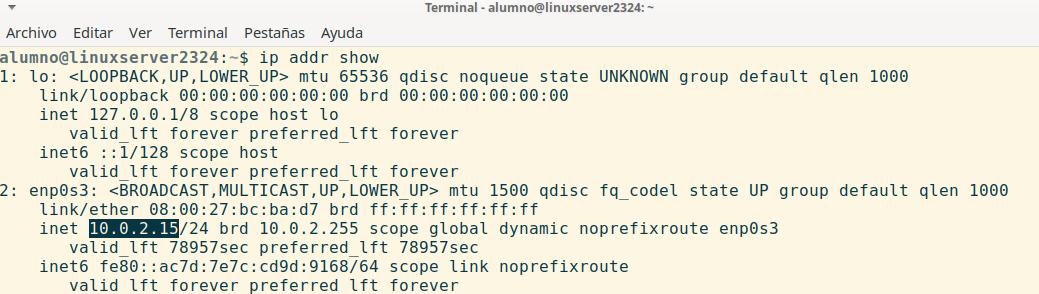 Terminal - alumno@linuxserver2324: ~
Archivo Editar Ver Terminal Pestañas Ayuda
alumno@linuxserver2324:~$ ip addr show
1: lo: <LOOPBACK,UP,LOWER_UP> mtu 65536 qdisc noqueue state UNKNOWN group default qlen 1000
    link/loopback 00:00:00:00:00:00 brd 00:00:00:00:00:00
    inet 127.0.0.1/8 scope host lo
       valid_lft forever preferred_lft forever
    inet6 ::1/128 scope host
       valid_lft forever preferred_lft forever
2: enp0s3: <BROADCAST,MULTICAST,UP,LOWER_UP> mtu 1500 qdisc fq_codel state UP group default qlen 1000
    link/ether 08:00:27:bc:ba:d7 brd ff:ff:ff:ff:ff:ff
    inet 10.0.2.15/24 brd 10.0.2.255 scope global dynamic noprefixroute enp0s3
       valid_lft 78957sec preferred_lft 78957sec
    inet6 fe80::ac7d:7e7c:cd9d:9168/64 scope link noprefixroute
       valid_lft forever preferred_lft forever